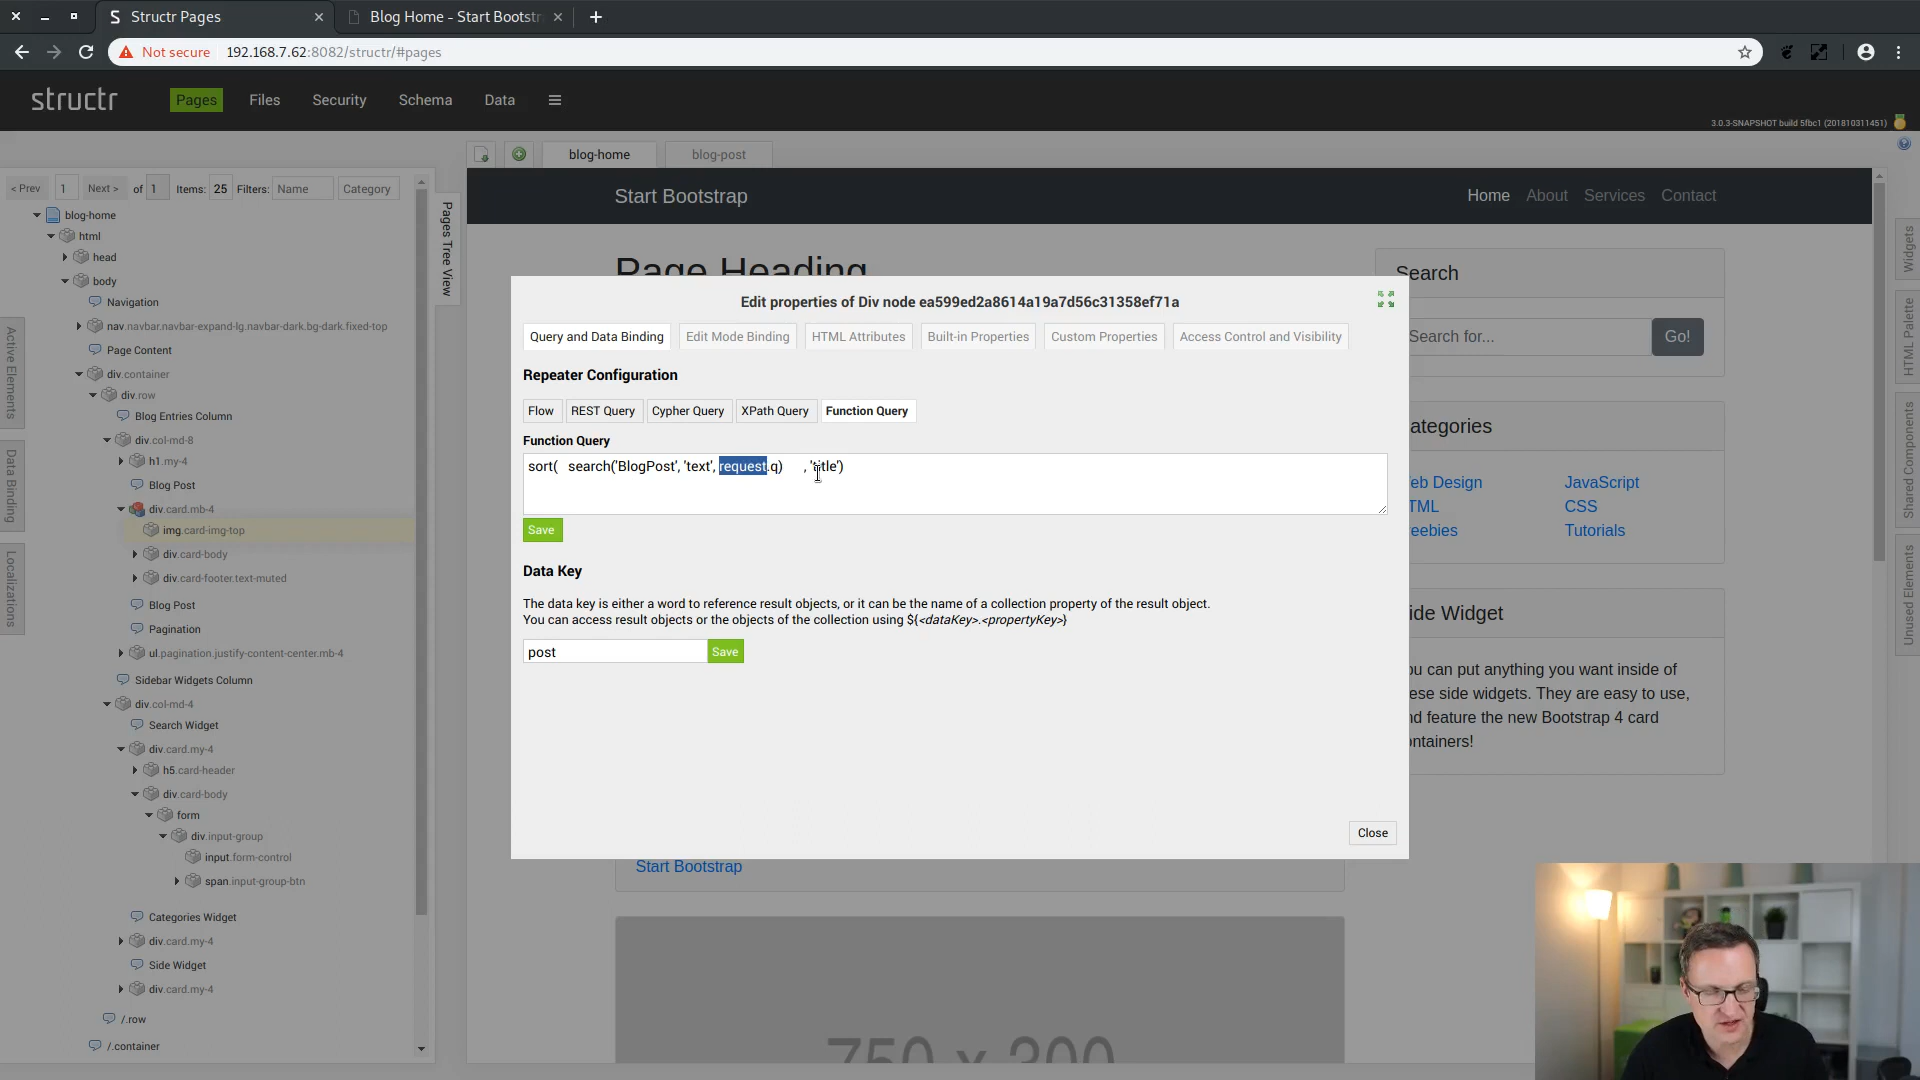 Structr Pages
Blog Home - Start Bootstr
Not secure
192.168.7.62:8082/structr/#pages
structr
Pages
Files
Security
Schema
Data
3.0.3-SNAPSHOT build 5fbc1 (201810311451)
blog-home
blog-post
< Prev
1
Next >
of
1
Items:
25
Filters:
Name
Category
blog-home
html
head
body
Navigation
nav.navbar.navbar-expand-lg.navbar-dark.bg-dark.fixed-top
Page Content
div.container
div.row
Blog Entries Column
div.col-md-8
h1.my-4
Blog Post
div.card.mb-4
img.card-img-top
div.card-body
div.card-footer.text-muted
Blog Post
Pagination
ul.pagination.justify-content-center.mb-4
Sidebar Widgets Column
div.col-md-4
Search Widget
div.card.my-4
h5.card-header
div.card-body
form
div.input-group
input.form-control
span.input-group-btn
Categories Widget
div.card.my-4
Side Widget
div.card.my-4
/.row
/.container
Active Elements
Data Binding
Localizations
Pages Tree View
Start Bootstrap
Home
About
Services
Contact
Page Heading
Edit properties of Div node ea599ed2a8614a19a7d56c31358ef71a
Query and Data Binding
Edit Mode Binding
HTML Attributes
Built-in Properties
Custom Properties
Access Control and Visibility
Repeater Configuration
Flow
REST Query
Cypher Query
XPath Query
Function Query
Function Query
sort(   search('BlogPost', 'text', request.q)      , 'title')
Save
Data Key
The data key is either a word to reference result objects, or it can be the name of a collection property of the result object.
You can access result objects or the objects of the collection using ${<dataKey>.<propertyKey>}
post
Save
Close
Start Bootstrap
750 x 300
Search
Search for...
Go!
ategories
eb Design
JavaScript
TML
CSS
eebies
Tutorials
ide Widget
ou can put anything you want inside of
ese side widgets. They are easy to use,
nd feature the new Bootstrap 4 card
ontainers!
Widgets
HTML Palette
Shared Components
Unused Elements